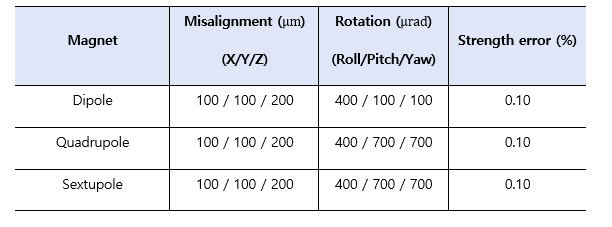 Magnet Misalignment (μm) Rotation (μrad) Strength error (%)
(X/Y/Z) (Roll/Pitch/Yaw)
Dipole 100 / 100 / 200 400 / 100 / 100 0.10
Quadrupole 100 / 100 / 200 400 / 700 / 700 0.10
Sextupole 100 / 100 / 200 400 / 700 / 700 0.10